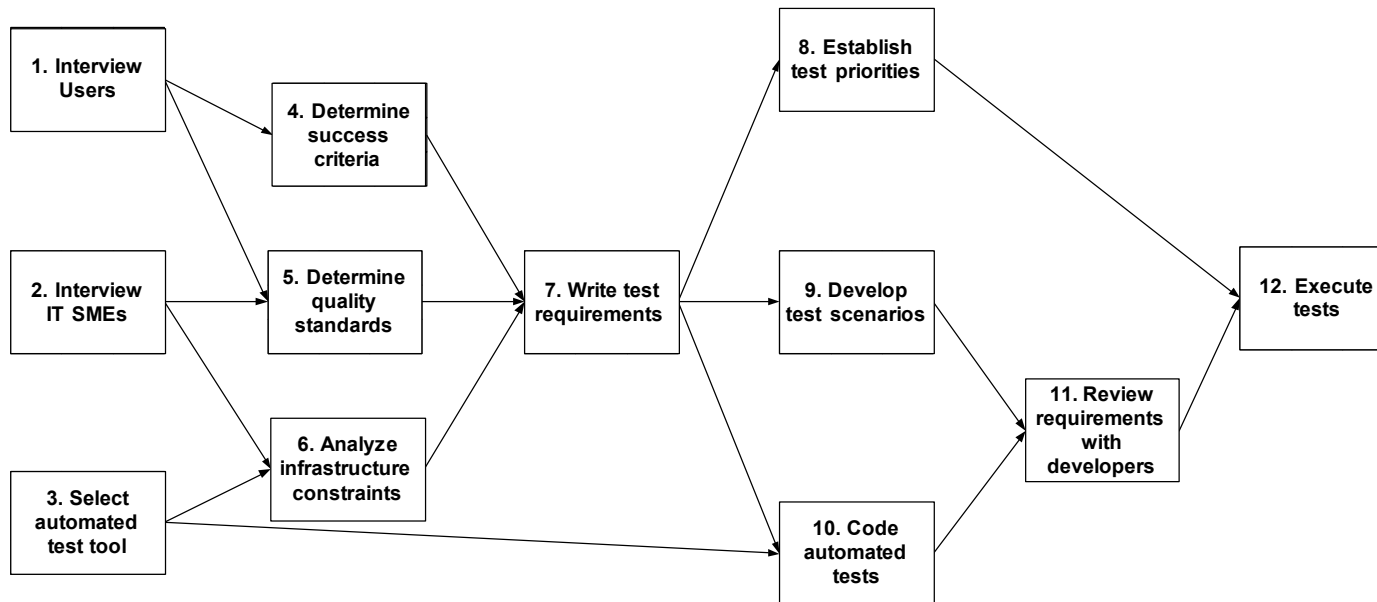 1. Interview
Users
2. Interview
IT SMEs
3. Select
automated
test tool
4. Determine
success
criteria
5. Determine
quality
standards
6. Analyze
infrastructure
constraints
7. Write test
requirements
8. Establish
test priorities
9. Develop
test scenarios
10. Code
automated
tests
11. Review
requirements
with
developers
12. Execute
tests